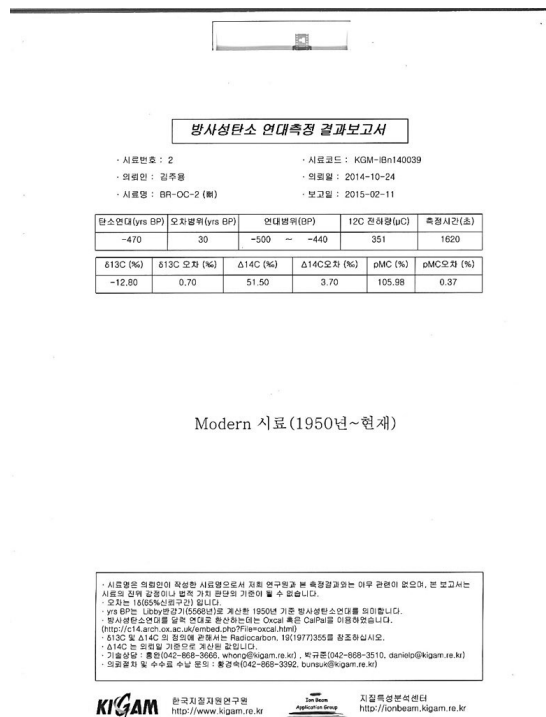 방사성탄소 연대측정 결과보고서
· 시료번호 : 2
· 시료코드 : KGM-IBn140039
· 의뢰인 : 김주용
· 의뢰일 : 2014-10-24
· 시료명 : BR-OC-2 (뼈)
· 보고일 : 2015-02-11
탄소연대(yrs BP) 오차범위(yrs BP) 연대범위(BP) 12C 전하량(μC) 측정시간(초)
-470 30 -500 ~ -440 351 1620
δ13C (‰) δ13C 오차 (‰) Δ14C (‰) Δ14C오차 (‰) pMC (%) pMC오차 (%)
-12.80 0.70 51.50 3.70 105.98 0.37
Modern 시료(1950년~현재)
· 시료명은 의뢰인이 작성한 시료명으로서 저희 연구원과 본 측정결과와는 아무 관련이 없으며, 본 보고서는
시료의 진위 감정이나 법적 가치 판단의 기준이 될 수 없습니다.
· 오차는 1δ(65%신뢰구간) 입니다.
· yrs BP는 Libby반감기(5568년)로 계산한 1950년 기준 방사성탄소연대를 의미합니다.
· 방사성탄소연대를 달력 연대로 환산하는데는 Oxcal 혹은 CalPal을 이용하였습니다.
(http://c14.arch.ox.ac.uk/embed.php?File=oxcal.html)
· δ13C 및 Δ14C 의 정의에 관해서는 Radiocarbon, 19(1977)355를 참조하십시오.
· Δ14C 는 의뢰일 기준으로 계산된 값입니다.
· 기술상담 : 홍완(042-868-3666, whong@kigam.re.kr) , 박규준(042-868-3510, danielp@kigam.re.kr)
· 의뢰절차 및 수수료 수납 문의 : 황경숙(042-868-3392, bunsuk@kigam.re.kr)
KIGAM
한국지질자원연구원
http://www.kigam.re.kr
Ion Beam
Application Group
지질특성분석센터
http://ionbeam.kigam.re.kr